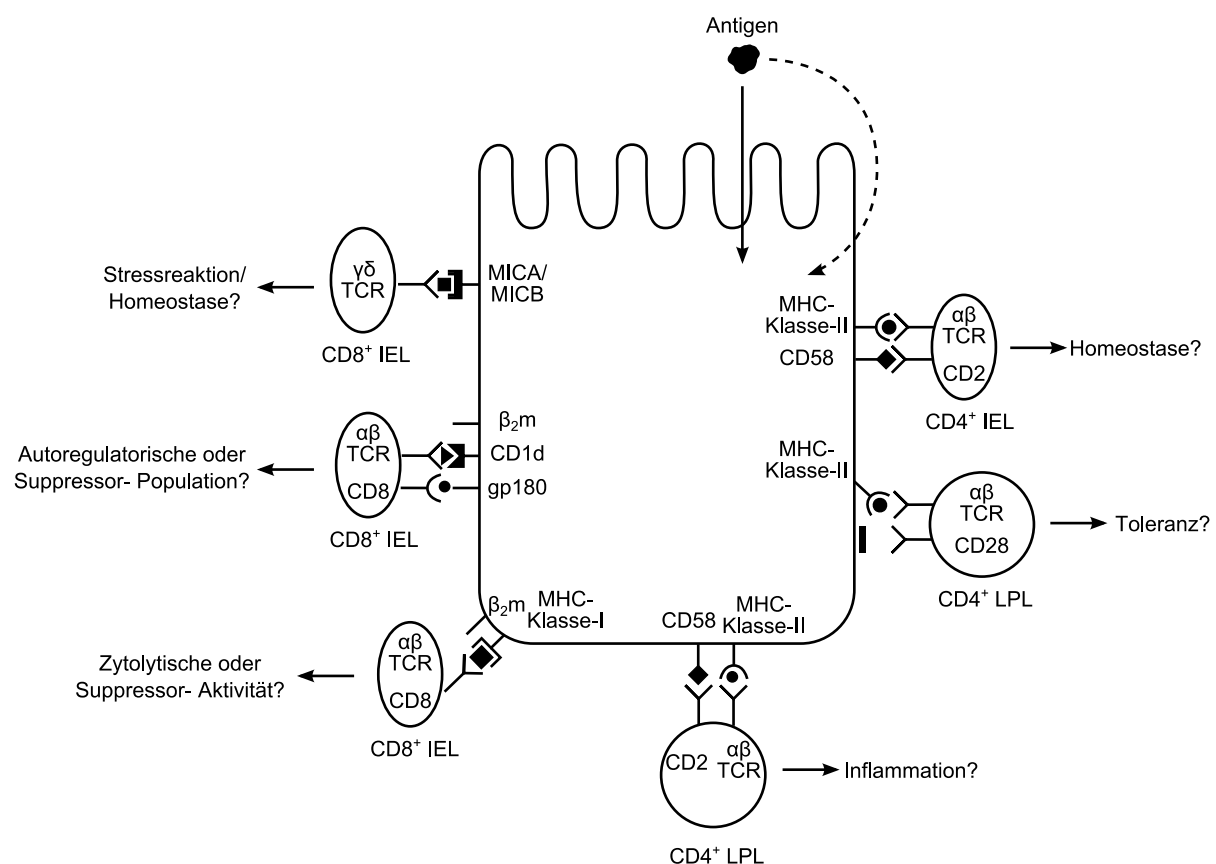 Antigen
Stressreaktion/
Homeostase?
γδ
TCR
CD8⁺ IEL
MICA/
MICB
MHC-
Klasse-II
CD58
αβ
TCR
CD2
CD4⁺ IEL
Homeostase?
Autoregulatorische oder
Suppressor- Population?
αβ
TCR
CD8
CD8⁺ IEL
β₂m
CD1d
gp180
MHC-
Klasse-II
αβ
TCR
CD28
CD4⁺ LPL
Toleranz?
Zytolytische oder
Suppressor- Aktivität?
αβ
TCR
CD8
CD8⁺ IEL
β₂m
MHC-
Klasse-I
CD58
MHC-
Klasse-II
CD2
αβ
TCR
CD4⁺ LPL
Inflammation?